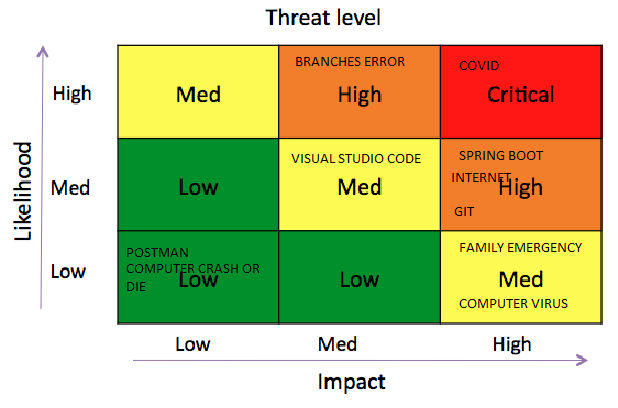 Threat level
BRANCHES ERROR
COVID
High
Med
High
Critical
VISUAL STUDIO CODE
SPRING BOOT
INTERNET
Likelihood
Med
Low
Med
High
GIT
POSTMAN
COMPUTER CRASH OR
DIE
FAMILY EMERGENCY
Low
Low
Low
Med
COMPUTER VIRUS
Low
Med
High
Impact